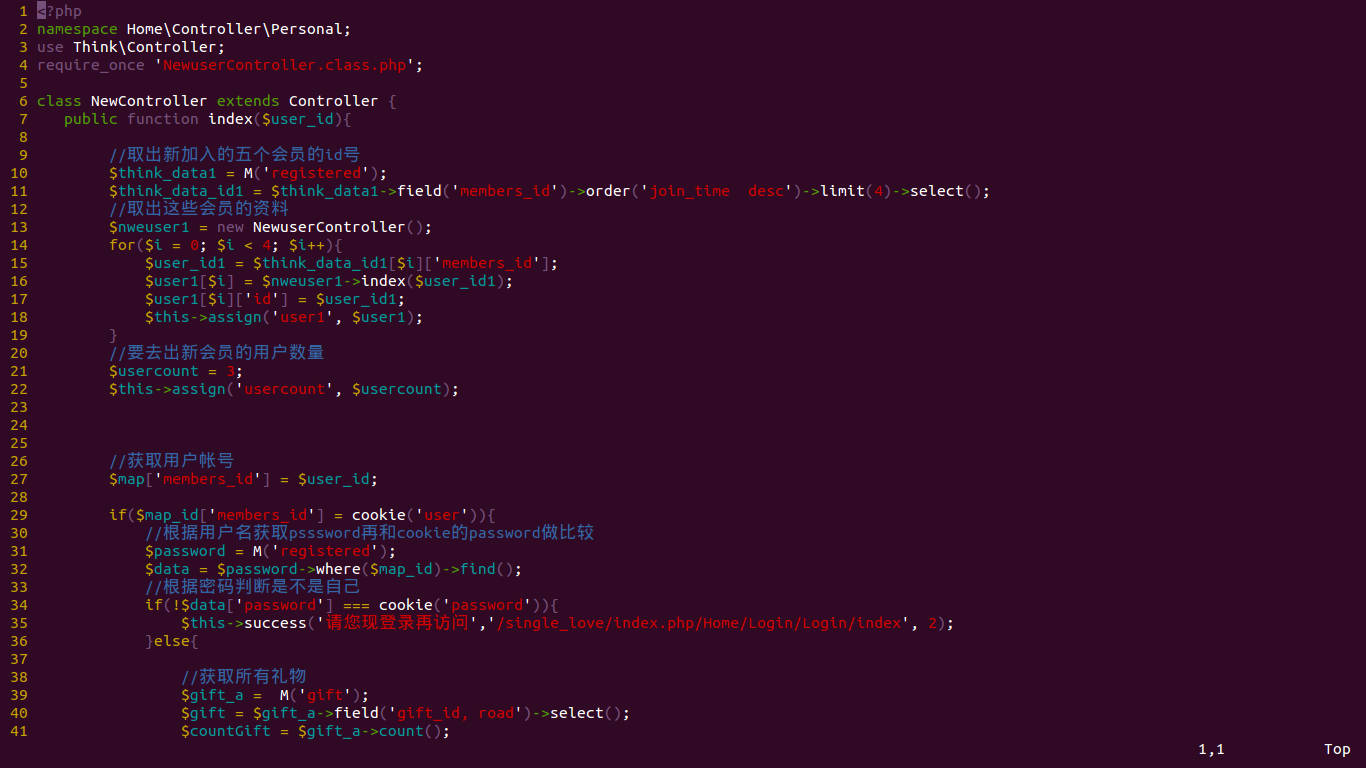 1 <?php
2 namespace Home\Controller\Personal;
3 use Think\Controller;
4 require_once 'NewuserController.class.php';
5
6 class NewController extends Controller {
7    public function index($user_id){
8
9         //取出新加入的五个会员的id号
10         $think_data1 = M('registered');
11         $think_data_id1 = $think_data1->field('members_id')->order('join_time  desc')->limit(4)->select();
12         //取出这些会员的资料
13         $nweuser1 = new NewuserController();
14         for($i = 0; $i < 4; $i++){
15             $user_id1 = $think_data_id1[$i]['members_id'];
16             $user1[$i] = $nweuser1->index($user_id1);
17             $user1[$i]['id'] = $user_id1;
18             $this->assign('user1', $user1);
19         }
20         //要去出新会员的用户数量
21         $usercount = 3;
22         $this->assign('usercount', $usercount);
23
24
25
26         //获取用户帐号
27         $map['members_id'] = $user_id;
28
29         if($map_id['members_id'] = cookie('user')){
30             //根据用户名获取psssword再和cookie的password做比较
31             $password = M('registered');
32             $data = $password->where($map_id)->find();
33             //根据密码判断是不是自己
34             if(!$data['password'] === cookie('password')){
35                 $this->success('请您现登录再访问','/single_love/index.php/Home/Login/Login/index', 2);
36             }else{
37
38                 //获取所有礼物
39                 $gift_a =  M('gift');
40                 $gift = $gift_a->field('gift_id, road')->select();
41                 $countGift = $gift_a->count();
1,1 Top